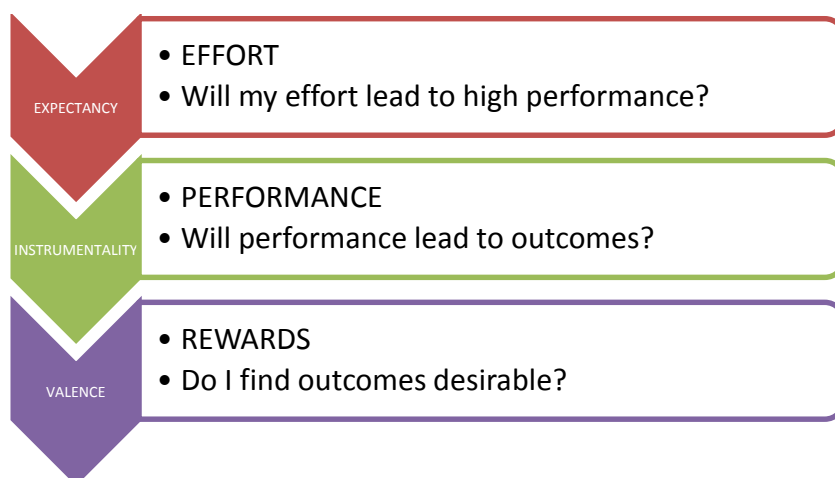 EXPECTANCY
• EFFORT
• Will my effort lead to high performance?
INSTRUMENTALITY
• PERFORMANCE
• Will performance lead to outcomes?
VALENCE
• REWARDS
• Do I find outcomes desirable?